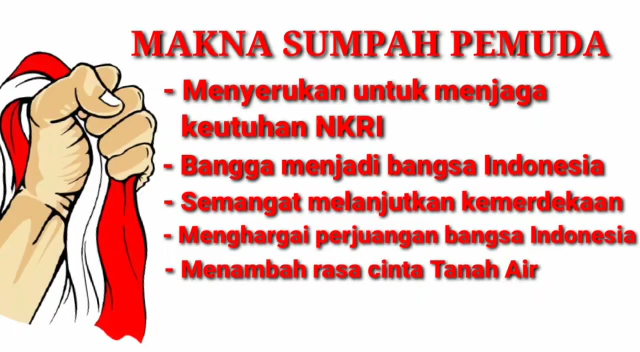 MAKNA SUMPAH PEMUDA
- Menyerukan untuk menjaga
keutuhan NKRI
- Bangga menjadi bangsa Indonesia
- Semangat melanjutkan kemerdekaan
- Menghargai perjuangan bangsa Indonesia
- Menambah rasa cinta Tanah Air